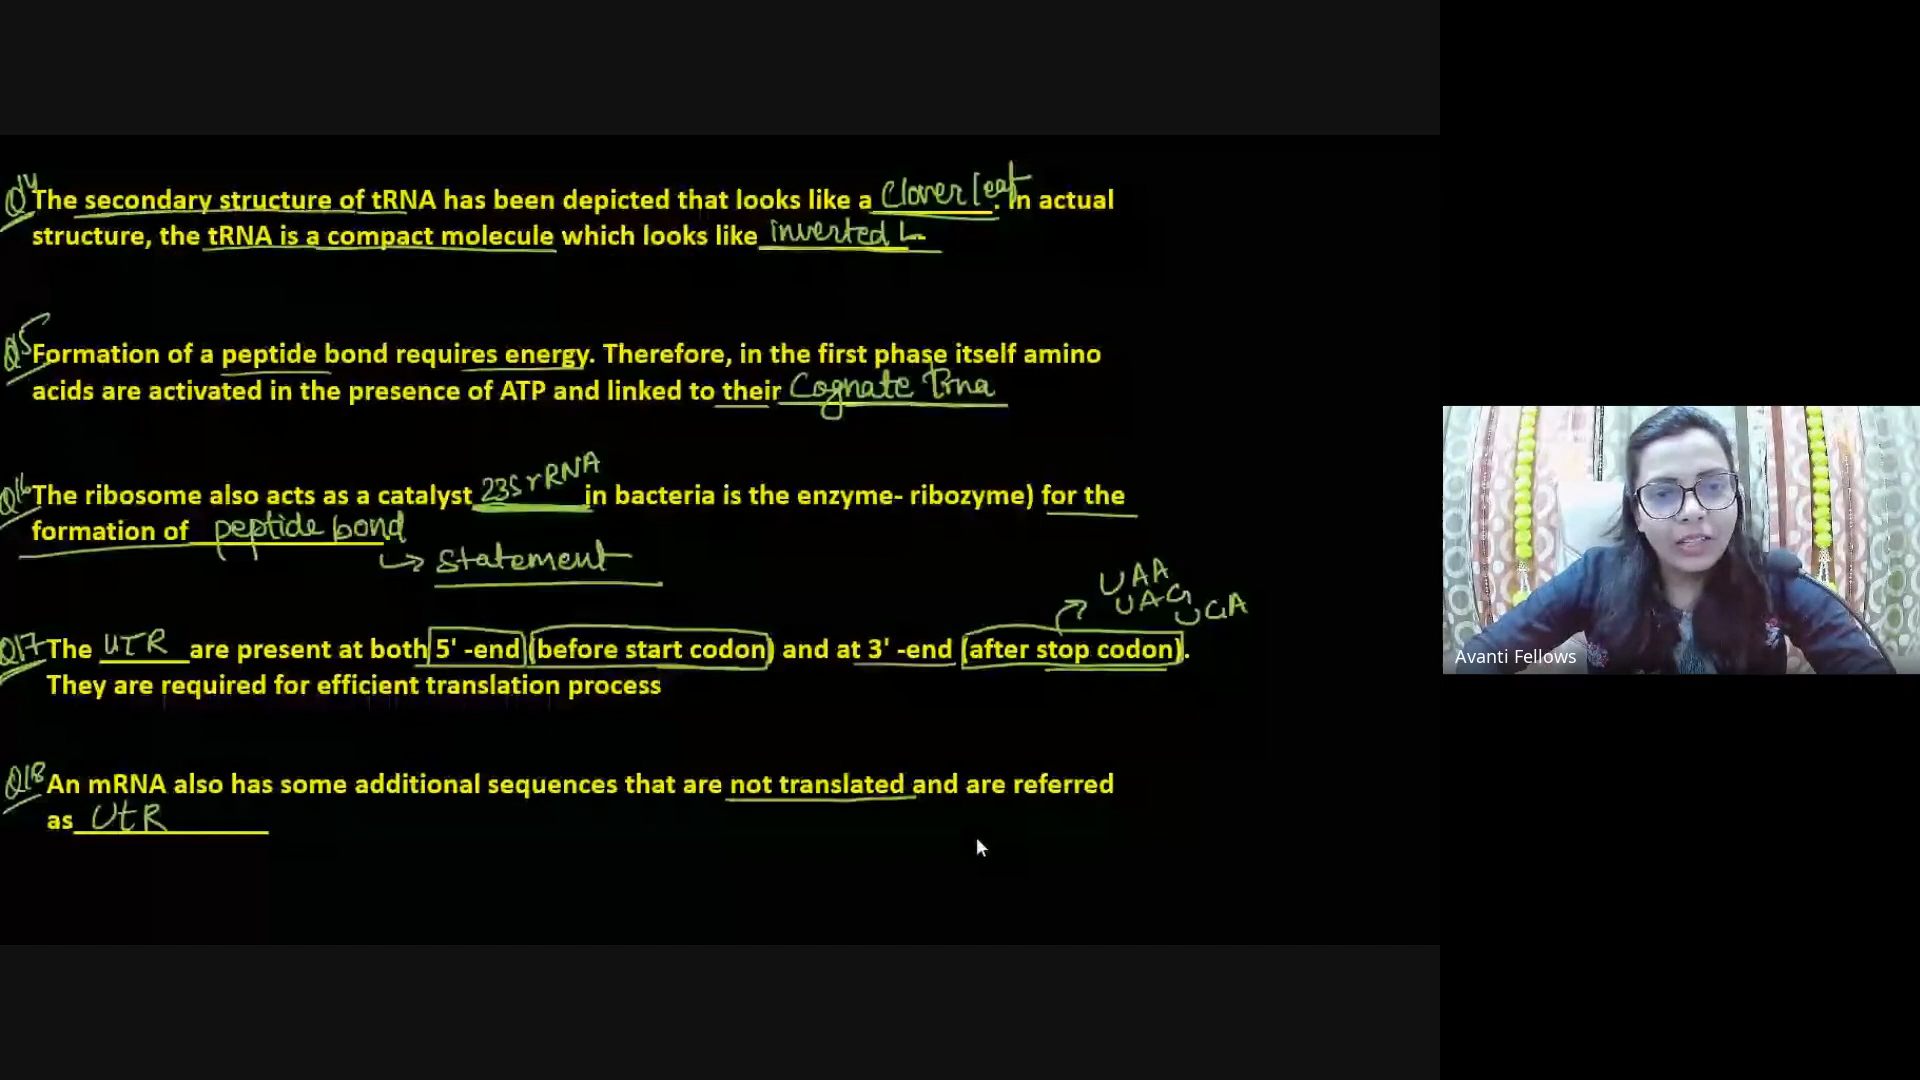 Q14 The secondary structure of tRNA has been depicted that looks like a Clover leaf. In actual
structure, the tRNA is a compact molecule which looks like inverted L
Q15 Formation of a peptide bond requires energy. Therefore, in the first phase itself amino
acids are activated in the presence of ATP and linked to their Cognate trna
Q16 The ribosome also acts as a catalyst 23S rRNA in bacteria is the enzyme- ribozyme) for the
formation of peptide bond
↳ Statement
UAA
UAG
UGA
Q17 The UTR are present at both 5' -end (before start codon) and at 3' -end (after stop codon).
They are required for efficient translation process
Q18 An mRNA also has some additional sequences that are not translated and are referred
as UtR
Avanti Fellows